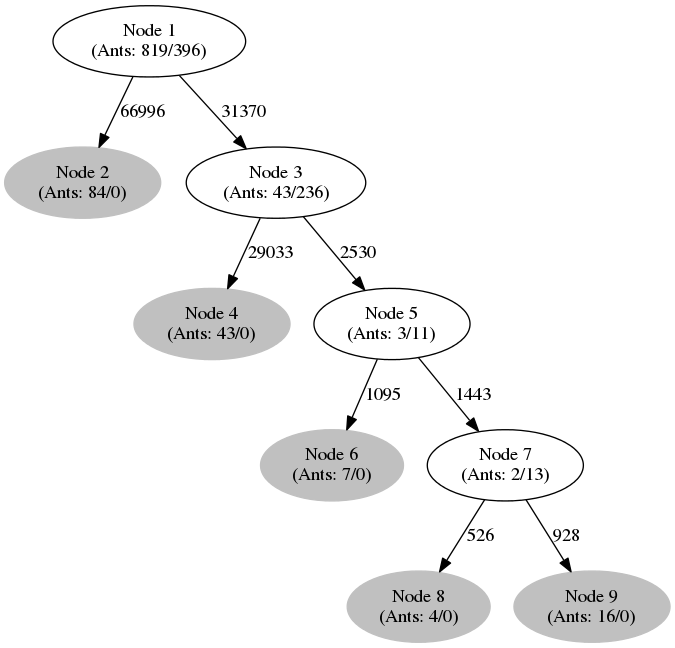 Node 1
(Ants: 819/396)
66996
31370
Node 2
(Ants: 84/0)
Node 3
(Ants: 43/236)
29033
2530
Node 4
(Ants: 43/0)
Node 5
(Ants: 3/11)
1095
1443
Node 6
(Ants: 7/0)
Node 7
(Ants: 2/13)
526
928
Node 8
(Ants: 4/0)
Node 9
(Ants: 16/0)